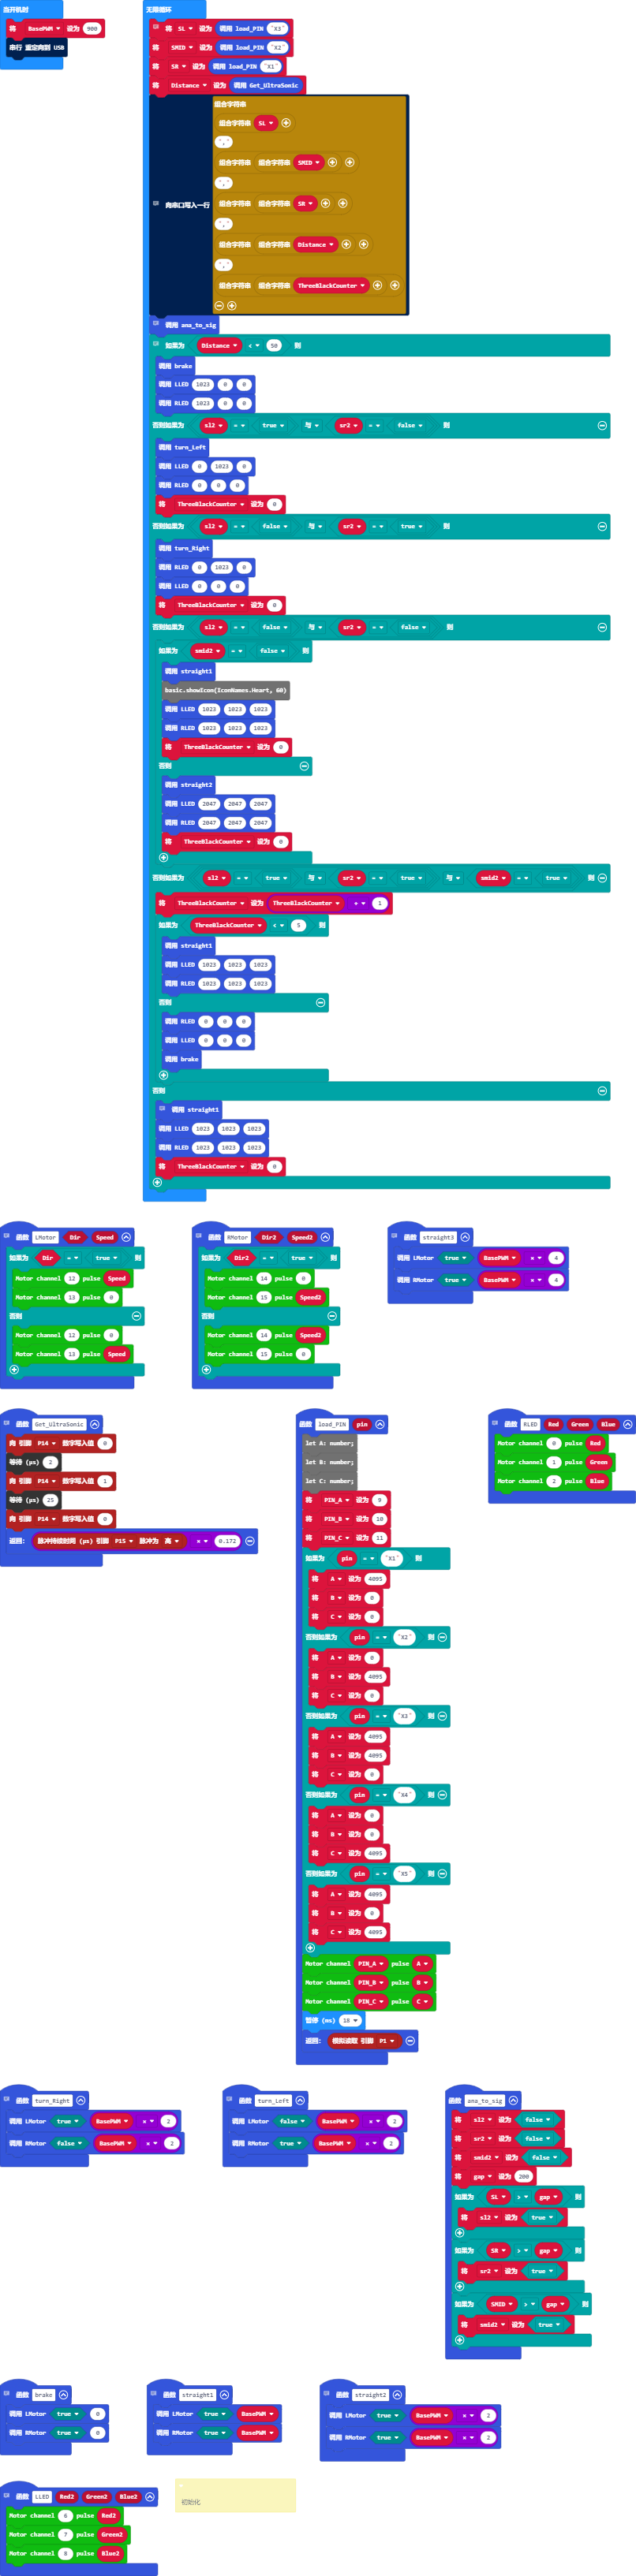 当开机时
将 BasePWM 设为 900
串行 重定向到 USB
无限循环
将 SL 设为 调用 load_PIN "X3"
将 SMID 设为 调用 load_PIN "X2"
将 SR 设为 调用 load_PIN "X1"
将 Distance 设为 调用 Get_UltraSonic
向串口写入一行
组合字符串
组合字符串 SL
","
组合字符串 组合字符串 SMID
","
组合字符串 组合字符串 SR
","
组合字符串 组合字符串 Distance
","
组合字符串 组合字符串 ThreeBlackCounter
调用 ana_to_sig
如果为 Distance < 50 则
调用 brake
调用 LLED 1023 0 0
调用 RLED 1023 0 0
否则如果为 sl2 = true 与 sr2 = false 则
调用 turn_Left
调用 LLED 0 1023 0
调用 RLED 0 0 0
将 ThreeBlackCounter 设为 0
否则如果为 sl2 = false 与 sr2 = true 则
调用 turn_Right
调用 RLED 0 1023 0
调用 LLED 0 0 0
将 ThreeBlackCounter 设为 0
否则如果为 sl2 = false 与 sr2 = false 则
如果为 smid2 = false 则
调用 straight1
basic.showIcon(IconNames.Heart, 60)
调用 LLED 1023 1023 1023
调用 RLED 1023 1023 1023
将 ThreeBlackCounter 设为 0
否则
调用 straight2
调用 LLED 2047 2047 2047
调用 RLED 2047 2047 2047
将 ThreeBlackCounter 设为 0
否则如果为 sl2 = true 与 sr2 = true 与 smid2 = true 则
将 ThreeBlackCounter 设为 ThreeBlackCounter + 1
如果为 ThreeBlackCounter < 5 则
调用 straight1
调用 LLED 1023 1023 1023
调用 RLED 1023 1023 1023
否则
调用 RLED 0 0 0
调用 LLED 0 0 0
调用 brake
否则
调用 straight1
调用 LLED 1023 1023 1023
调用 RLED 1023 1023 1023
将 ThreeBlackCounter 设为 0
函数 LMotor Dir Speed
如果为 Dir = true 则
Motor channel 12 pulse Speed
Motor channel 13 pulse 0
否则
Motor channel 12 pulse 0
Motor channel 13 pulse Speed
函数 RMotor Dir2 Speed2
如果为 Dir2 = true 则
Motor channel 14 pulse 0
Motor channel 15 pulse Speed2
否则
Motor channel 14 pulse Speed2
Motor channel 15 pulse 0
函数 straight3
调用 LMotor true BasePWM × 4
调用 RMotor true BasePWM × 4
函数 Get_UltraSonic
向 引脚 P14 数字写入值 0
等待 (µs) 2
向 引脚 P14 数字写入值 1
等待 (µs) 25
向 引脚 P14 数字写入值 0
返回: 脉冲持续时间 (µs) 引脚 P15 脉冲为 高 × 0.172
函数 load_PIN pin
let A: number;
let B: number;
let C: number;
将 PIN_A 设为 9
将 PIN_B 设为 10
将 PIN_C 设为 11
如果为 pin = "X1" 则
将 A 设为 4095
将 B 设为 0
将 C 设为 0
否则如果为 pin = "X2" 则
将 A 设为 0
将 B 设为 4095
将 C 设为 0
否则如果为 pin = "X3" 则
将 A 设为 4095
将 B 设为 4095
将 C 设为 0
否则如果为 pin = "X4" 则
将 A 设为 0
将 B 设为 0
将 C 设为 4095
否则如果为 pin = "X5" 则
将 A 设为 4095
将 B 设为 0
将 C 设为 4095
Motor channel PIN_A pulse A
Motor channel PIN_B pulse B
Motor channel PIN_C pulse C
暂停 (ms) 18
返回: 模拟读取 引脚 P1
函数 RLED Red Green Blue
Motor channel 0 pulse Red
Motor channel 1 pulse Green
Motor channel 2 pulse Blue
函数 turn_Right
调用 LMotor true BasePWM × 2
调用 RMotor false BasePWM × 2
函数 turn_Left
调用 LMotor false BasePWM × 2
调用 RMotor true BasePWM × 2
函数 ana_to_sig
将 sl2 设为 false
将 sr2 设为 false
将 smid2 设为 false
将 gap 设为 200
如果为 SL > gap 则
将 sl2 设为 true
如果为 SR > gap 则
将 sr2 设为 true
如果为 SMID > gap 则
将 smid2 设为 true
函数 brake
调用 LMotor true 0
调用 RMotor true 0
函数 straight1
调用 LMotor true BasePWM
调用 RMotor true BasePWM
函数 straight2
调用 LMotor true BasePWM × 2
调用 RMotor true BasePWM × 2
函数 LLED Red2 Green2 Blue2
Motor channel 6 pulse Red2
Motor channel 7 pulse Green2
Motor channel 8 pulse Blue2
初始化